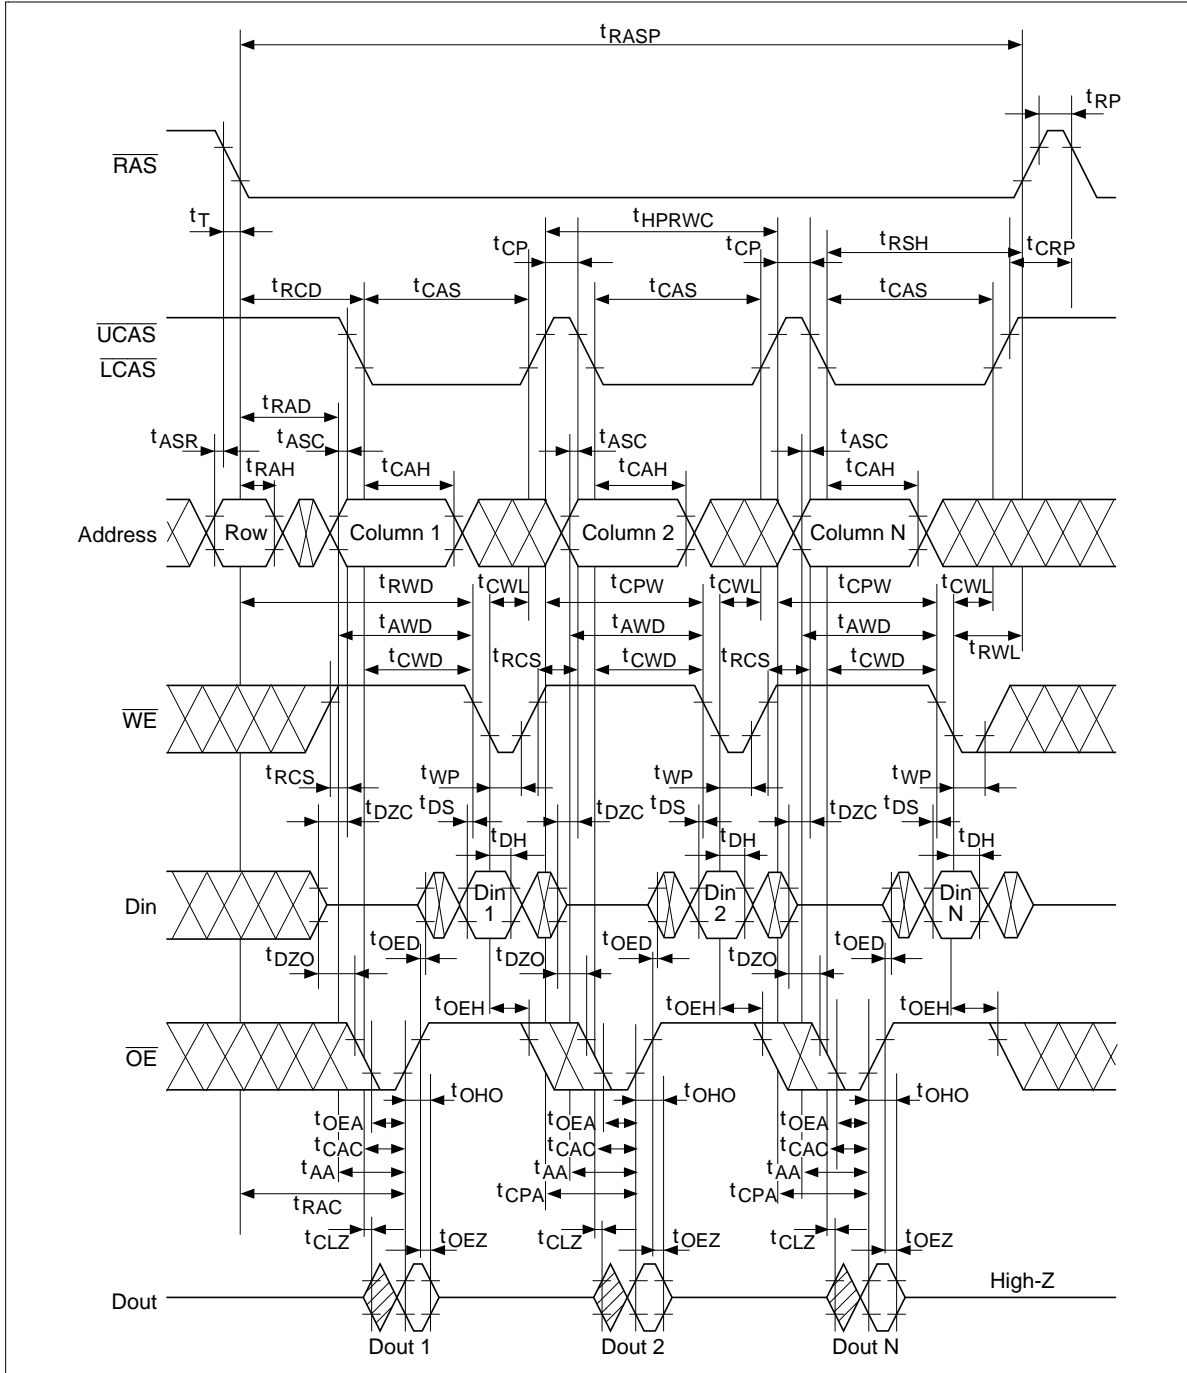 tRASP
tRP
RAS
tT
tHPRWC
tCP
tCP
tRSH
tCRP
tRCD
tCAS
tCAS
tCAS
UCAS
LCAS
tRAD
tASR
tASC
tASC
tASC
tRAH
tCAH
tCAH
tCAH
Address
Row
Column 1
Column 2
Column N
tRWD
tCWL
tCPW
tCWL
tCPW
tCWL
tAWD
tAWD
tAWD
tRWL
tCWD
tRCS
tCWD
tRCS
tCWD
WE
tRCS
tWP
tWP
tWP
tDZC
tDS
tDZC
tDS
tDZC
tDS
tDH
tDH
tDH
Din
Din 1
Din 2
Din N
tOED
tOED
tOED
tDZO
tDZO
tDZO
tOEH
tOEH
tOEH
OE
tOHO
tOHO
tOHO
tOEA
tOEA
tOEA
tCAC
tCAC
tCAC
tAA
tAA
tAA
tRAC
tCPA
tCPA
tCLZ
tOEZ
tCLZ
tOEZ
tCLZ
tOEZ
High-Z
Dout
Dout 1
Dout 2
Dout N